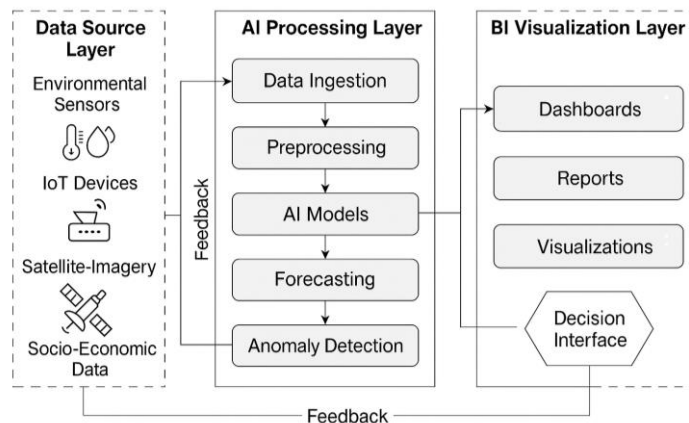 Data Source
Layer
Environmental
Sensors
IoT Devices
Satellite-Imagery
Socio-Economic
Data
Feedback
AI Processing Layer
Data Ingestion
Preprocessing
AI Models
Forecasting
Anomaly Detection
BI Visualization Layer
Dashboards
Reports
Visualizations
Decision
Interface
Feedback